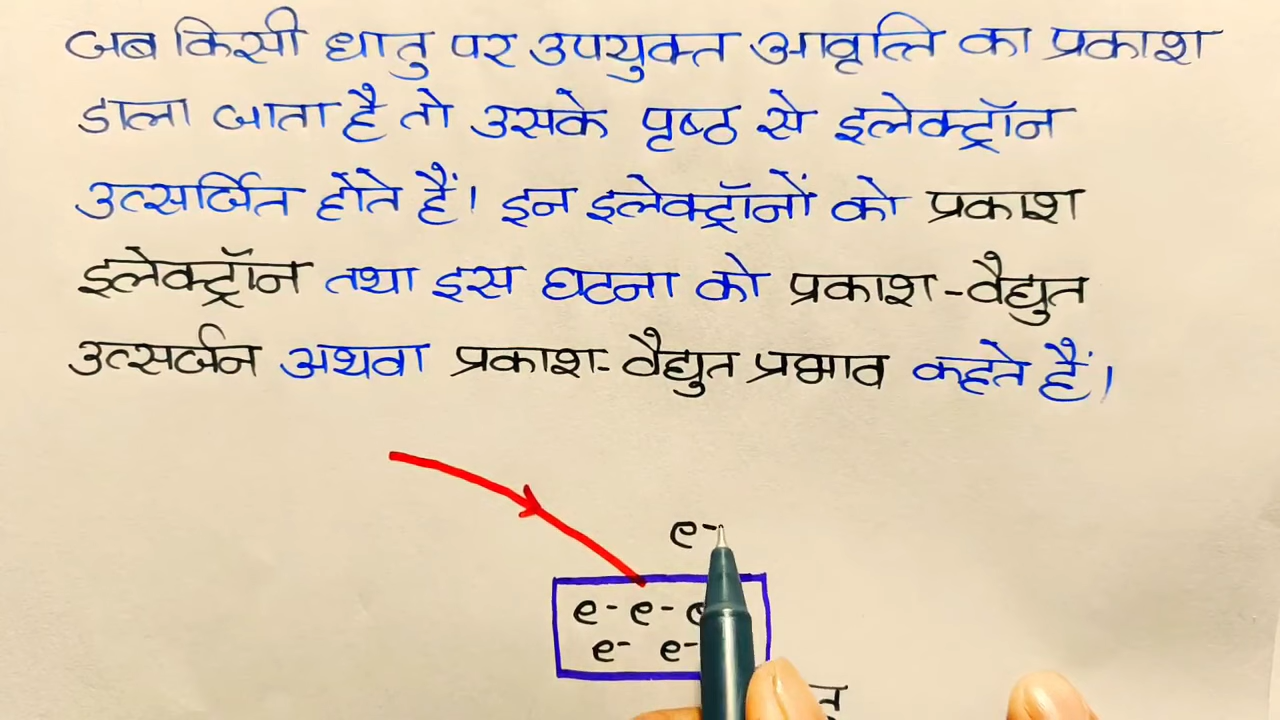 जब किसी धातु पर उपयुक्त आवृत्ति का प्रकाश
डाला जाता है तो उसके पृष्ठ से इलेक्ट्रॉन
उत्सर्जित होते हैं। इन इलेक्ट्रॉनों को प्रकाश
इलेक्ट्रॉन तथा इस घटना को प्रकाश-वैद्युत
उत्सर्जन अथवा प्रकाश-वैद्युत प्रभाव कहते हैं।
e-
e- e-
e- e-